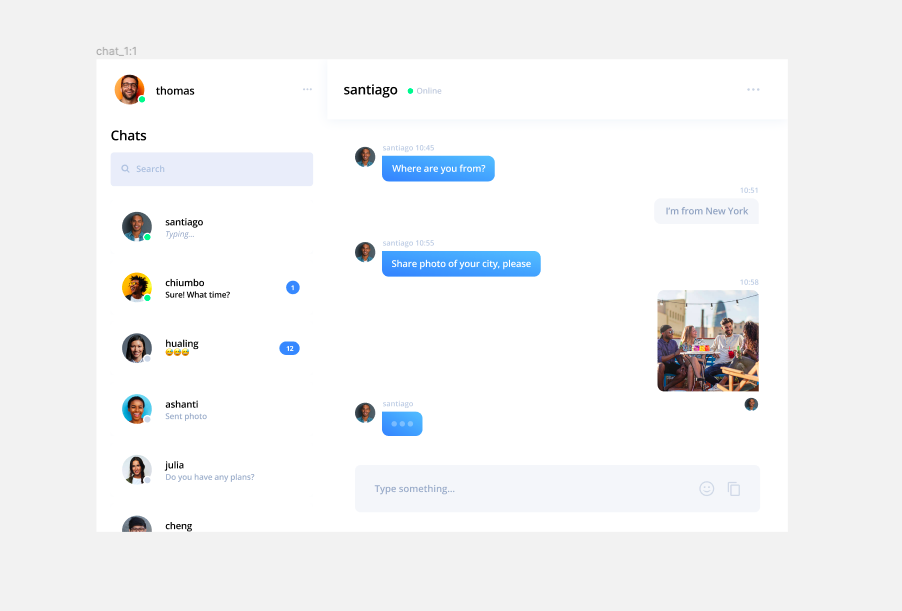 chat_1:1
thomas
Chats
Search
santiago
Typing...
chiumbo
Sure! What time?
1
hualing
😅😅😅
12
ashanti
Sent photo
julia
Do you have any plans?
cheng
santiago
Online
santiago 10:45
Where are you from?
10:51
I'm from New York
santiago 10:55
Share photo of your city, please
10:58
santiago
Type something...